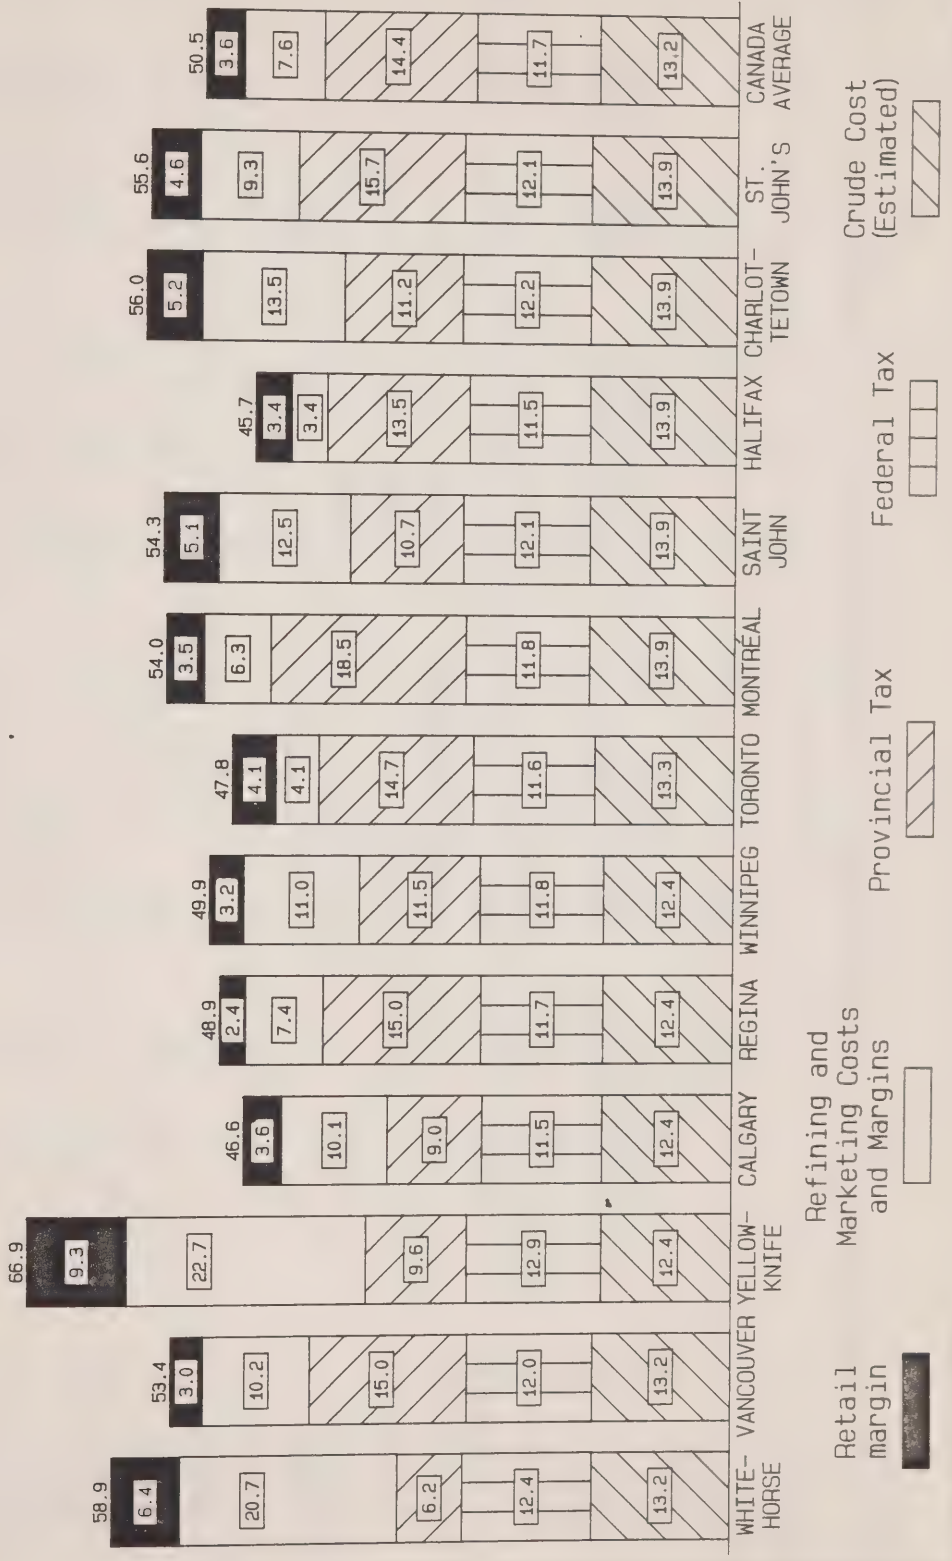 58.9
6.4
20.7
6.2
12.4
13.2
WHITE-
HORSE
53.4
3.0
10.2
15.0
12.0
13.2
VANCOUVER
66.9
9.3
22.7
9.6
12.9
12.4
YELLOW-
KNIFE
46.6
3.6
10.1
9.0
11.5
12.4
CALGARY
48.9
2.4
7.4
15.0
11.7
12.4
REGINA
49.9
3.2
11.0
11.5
11.8
12.4
WINNIPEG
47.8
4.1
4.1
14.7
11.6
13.3
TORONTO
54.0
3.5
6.3
18.5
11.8
13.9
MONTRÉAL
54.3
5.1
12.5
10.7
12.1
13.9
SAINT
JOHN
45.7
3.4
3.4
13.5
11.5
13.9
HALIFAX
56.0
5.2
13.5
11.2
12.2
13.9
CHARLOT-
TETOWN
55.6
4.6
9.3
15.7
12.1
13.9
ST.
JOHN'S
50.5
3.6
7.6
14.4
11.7
13.2
CANADA
AVERAGE
Retail
margin
Refining and
Marketing Costs
and Margins
Provincial Tax
Federal Tax
Crude Cost
(Estimated)